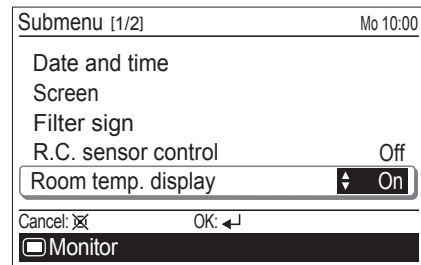 Submenu [1/2] Mo 10:00
Date and time
Screen
Filter sign
R.C. sensor control Off
Room temp. display On
Cancel: OK:
Monitor